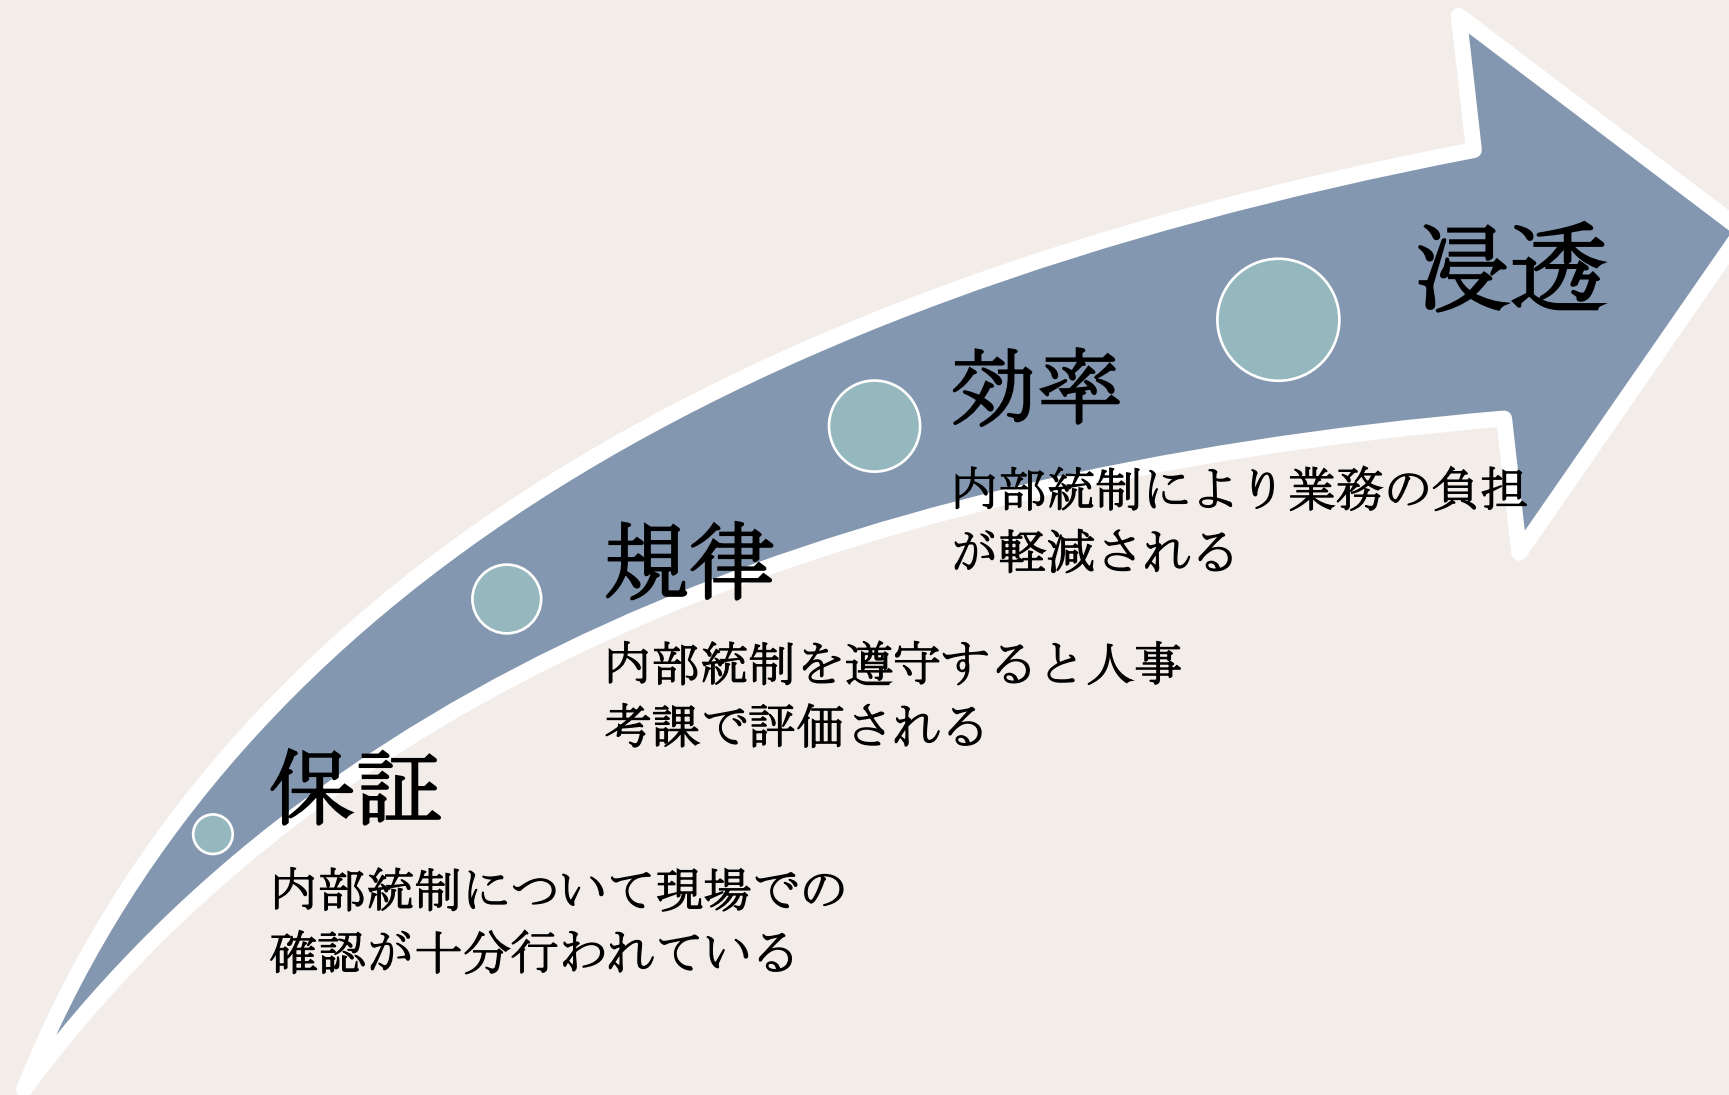 保証
内部統制について現場での
確認が十分行われている
規律
内部統制を遵守すると人事
考課で評価される
効率
内部統制により業務の負担
が軽減される
浸透